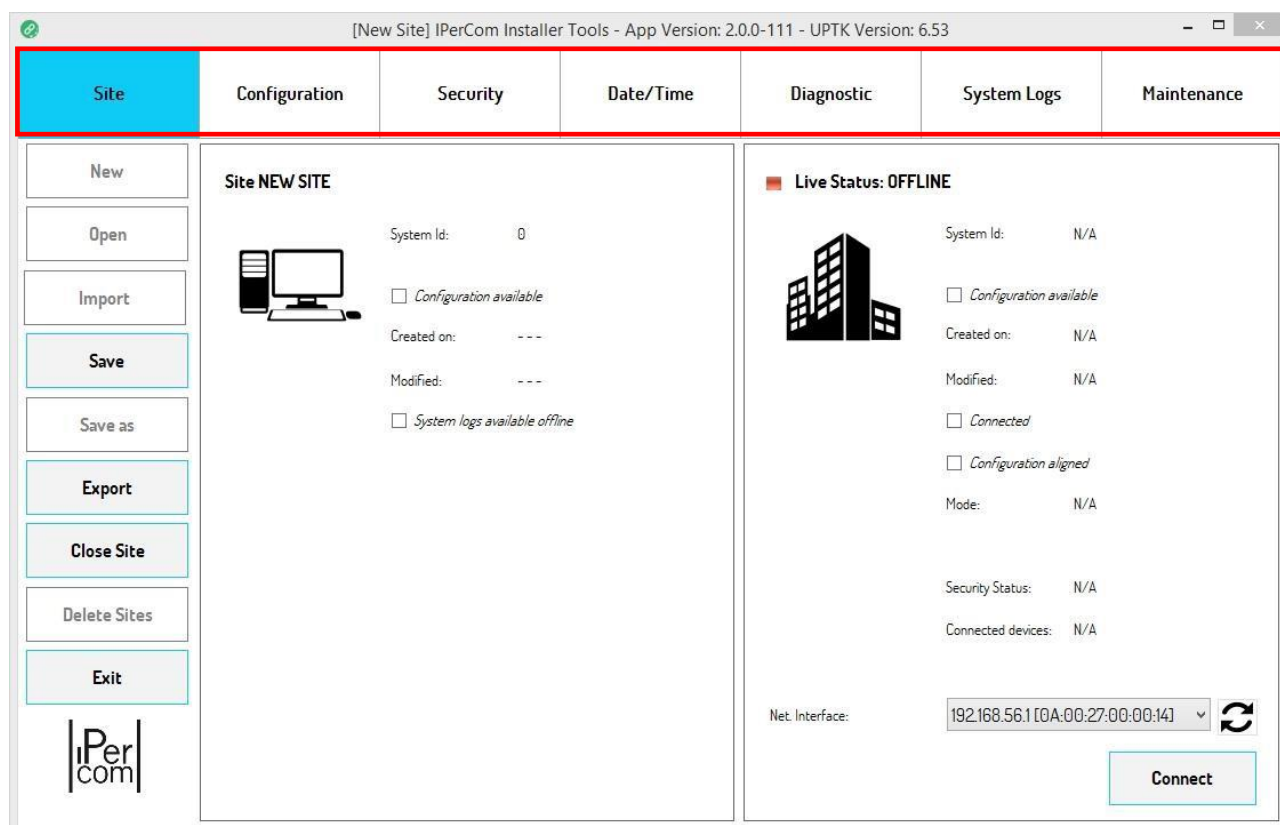 [New Site] IPerCom Installer Tools - App Version: 2.0.0-111 - UPTK Version: 6.53
Site Configuration Security Date/Time Diagnostic System Logs Maintenance
New
Open
Import
Save
Save as
Export
Close Site
Delete Sites
Exit
IPer
com
Site NEW SITE
System Id: 0
Configuration available
Created on: ---
Modified: ---
System logs available offline
Live Status: OFFLINE
System Id: N/A
Configuration available
Created on: N/A
Modified: N/A
Connected
Configuration aligned
Mode: N/A
Security Status: N/A
Connected devices: N/A
Net. Interface: 192.168.56.1 [0A:00:27:00:00:14]
Connect